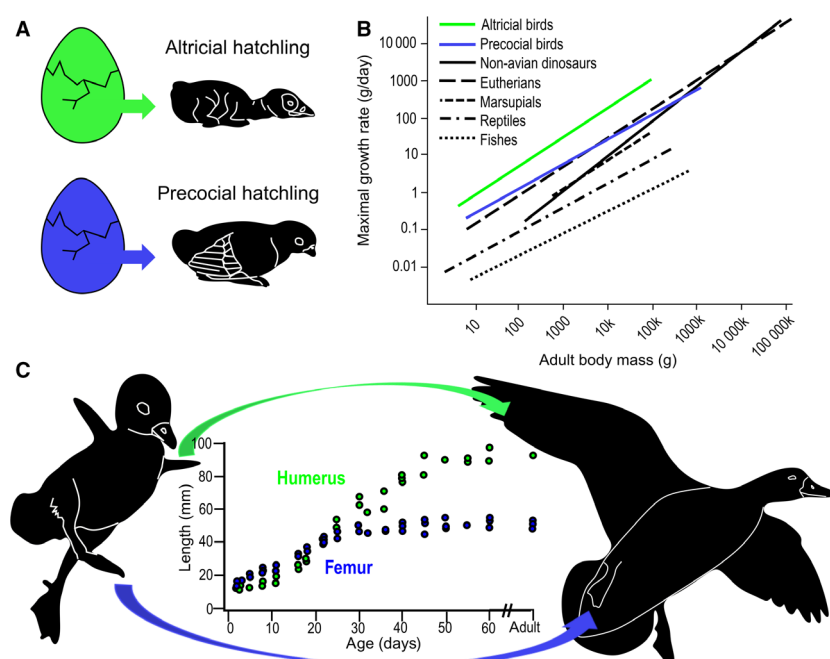 A
Altricial hatchling
Precocial hatchling
B
Altricial birds
Precocial birds
Non-avian dinosaurs
Eutherians
Marsupials
Reptiles
Fishes
Maximal growth rate (g/day)
10 000
1000
100
10
1
0.1
0.01
10
100
1000
10k
100k
1000k
10 000k
100 000k
Adult body mass (g)
C
Length (mm)
100
80
60
40
20
0
Humerus
Femur
0 10 20 30 40 50 60 Adult
Age (days)